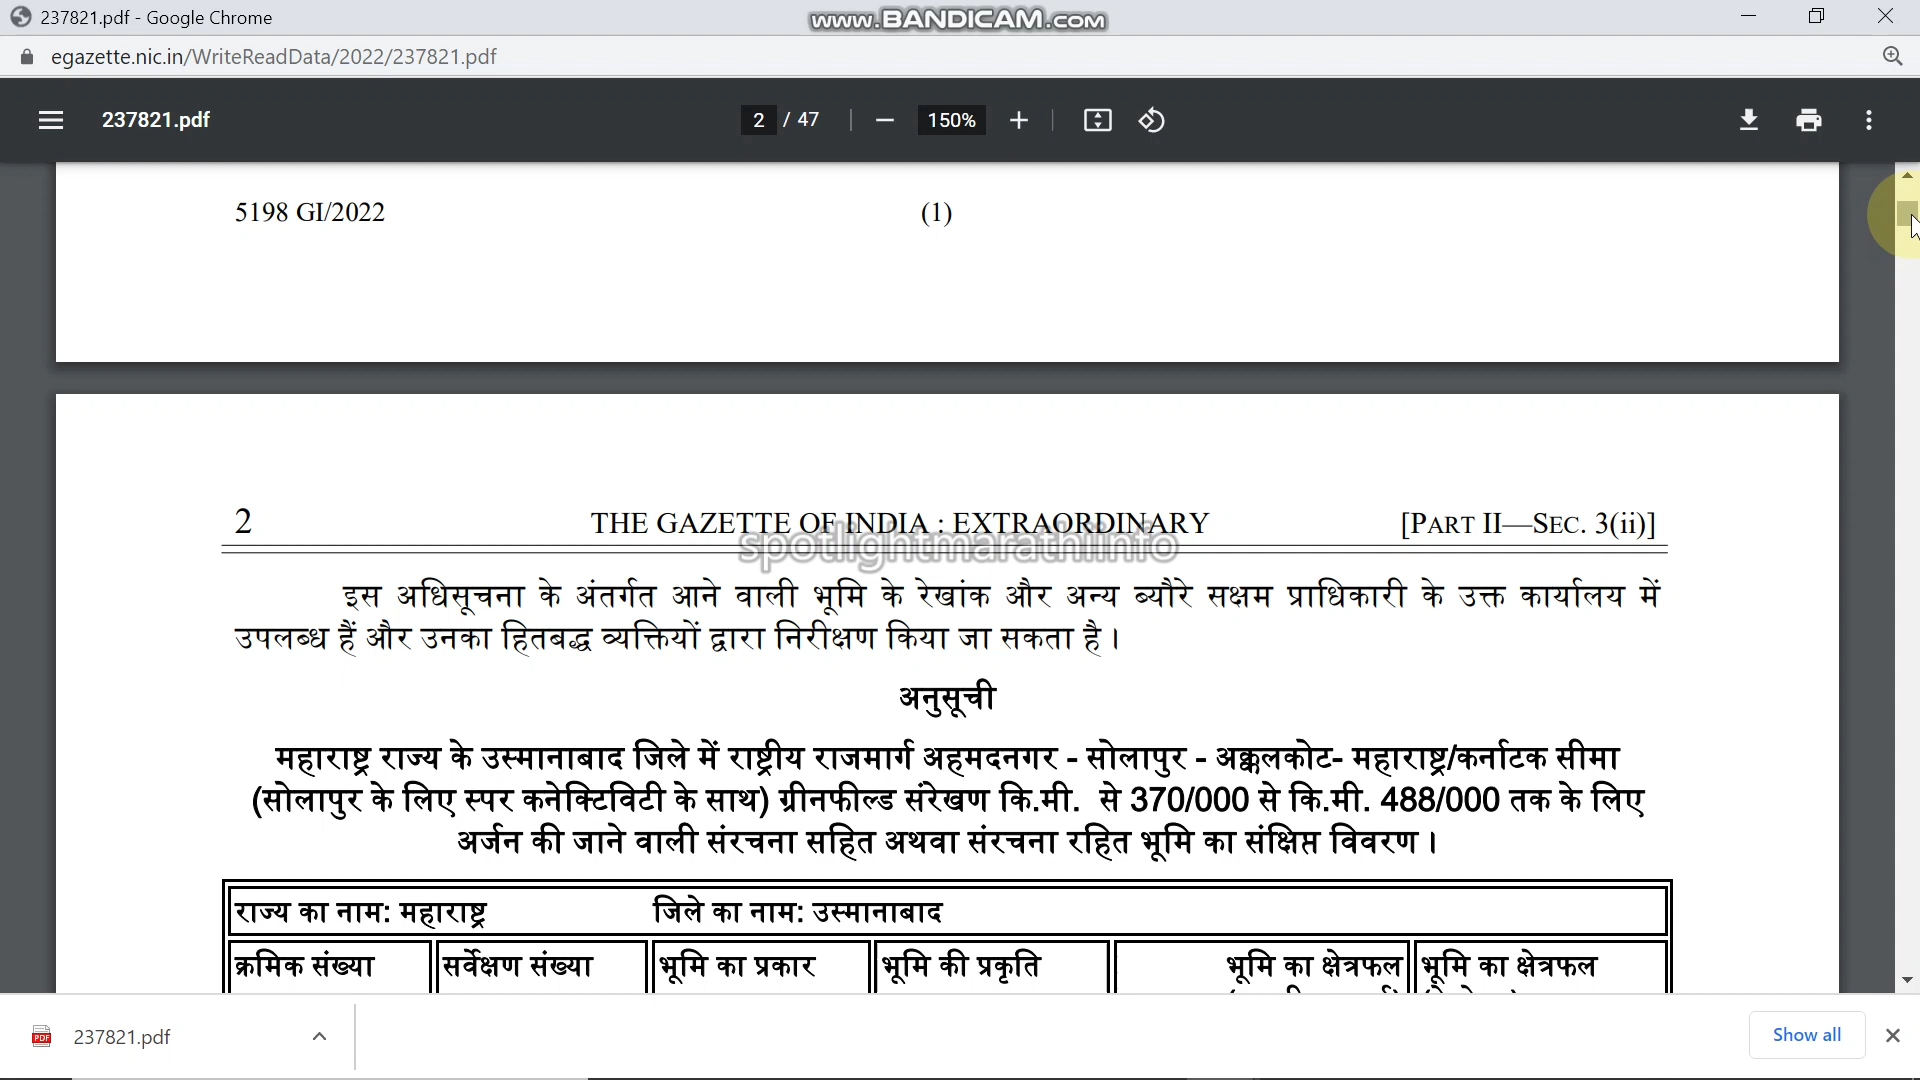 237821.pdf - Google Chrome
www.BANDICAM.COM
egazette.nic.in/WriteReadData/2022/237821.pdf
237821.pdf
2 / 47
150%
5198 GI/2022
(1)
2 THE GAZETTE OF INDIA : EXTRAORDINARY [PART II—SEC. 3(ii)]
spotlightmarathiinfo
इस अधिसूचना के अंतर्गत आने वाली भूमि के रेखांक और अन्य ब्यौरे सक्षम प्राधिकारी के उक्त कार्यालय में
उपलब्ध हैं और उनका हितबद्ध व्यक्तियों द्वारा निरीक्षण किया जा सकता है ।
अनुसूची
महाराष्ट्र राज्य के उस्मानाबाद जिले में राष्ट्रीय राजमार्ग अहमदनगर - सोलापुर - अक्कलकोट- महाराष्ट्र/कर्नाटक सीमा
(सोलापुर के लिए स्पर कनेक्टिविटी के साथ) ग्रीनफील्ड संरेखण कि.मी. से 370/000 से कि.मी. 488/000 तक के लिए
अर्जन की जाने वाली संरचना सहित अथवा संरचना रहित भूमि का संक्षिप्त विवरण ।
राज्य का नाम: महाराष्ट्र जिले का नाम: उस्मानाबाद
क्रमिक संख्या सर्वेक्षण संख्या भूमि का प्रकार भूमि की प्रकृति भूमि का क्षेत्रफल भूमि का क्षेत्रफल
237821.pdf
Show all